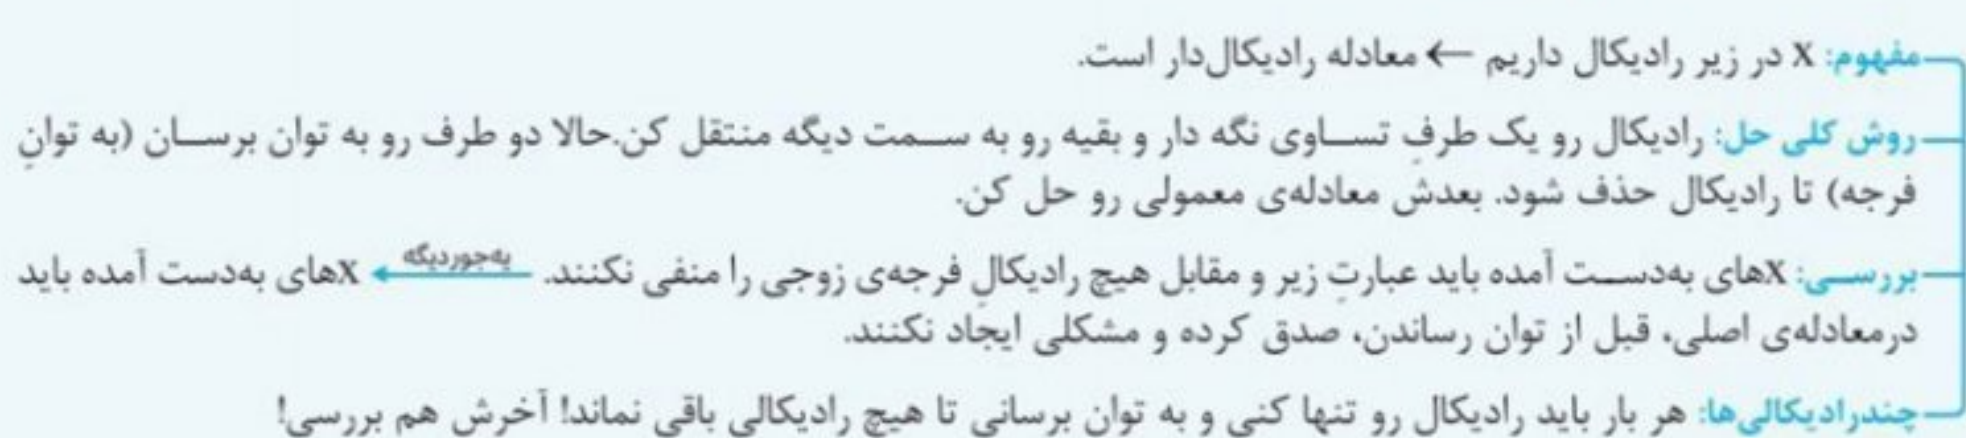 مفهوم: x در زیر رادیکال داریم ← معادله رادیکال‌دار است.
روش کلی حل: رادیکال رو یک طرفِ تساوی نگه دار و بقیه رو به سمت دیگه منتقل کن.حالا دو طرف رو به توان برسان (به توانِ
فرجه) تا رادیکال حذف شود. بعدش معادله‌ی معمولی رو حل کن.
بررسی: xهای به‌دست آمده باید عبارتِ زیر و مقابل هیچ رادیکالِ فرجه‌ی زوجی را منفی نکنند. به‌جوردیگه ← xهای به‌دست آمده باید
درمعادله‌ی اصلی، قبل از توان رساندن، صدق کرده و مشکلی ایجاد نکنند.
چندرادیکالی‌ها: هر بار باید رادیکال رو تنها کنی و به توان برسانی تا هیچ رادیکالی باقی نماند! آخرش هم بررسی!